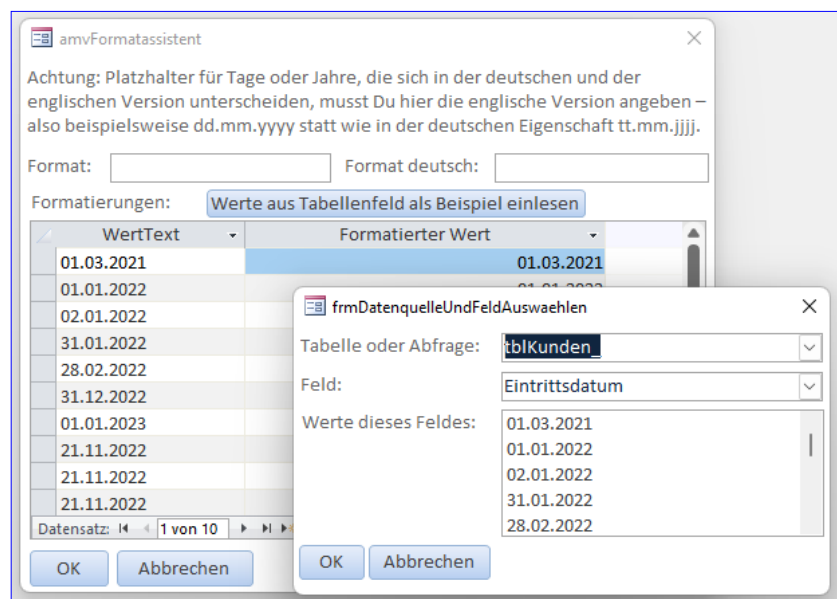 amvFormatassistent
Achtung: Platzhalter für Tage oder Jahre, die sich in der deutschen und der
englischen Version unterscheiden, musst Du hier die englische Version angeben –
also beispielsweise dd.mm.yyyy statt wie in der deutschen Eigenschaft tt.mm.jjjj.
Format:
Format deutsch:
Formatierungen:
Werte aus Tabellenfeld als Beispiel einlesen
WertText
Formatierter Wert
01.03.2021
01.03.2021
01.01.2022
02.01.2022
31.01.2022
28.02.2022
31.12.2022
01.01.2023
21.11.2022
21.11.2022
21.11.2022
Datensatz:
1 von 10
OK
Abbrechen
frmDatenquelleUndFeldAuswaehlen
Tabelle oder Abfrage:
tblKunden_
Feld:
Eintrittsdatum
Werte dieses Feldes:
01.03.2021
01.01.2022
02.01.2022
31.01.2022
28.02.2022
OK
Abbrechen